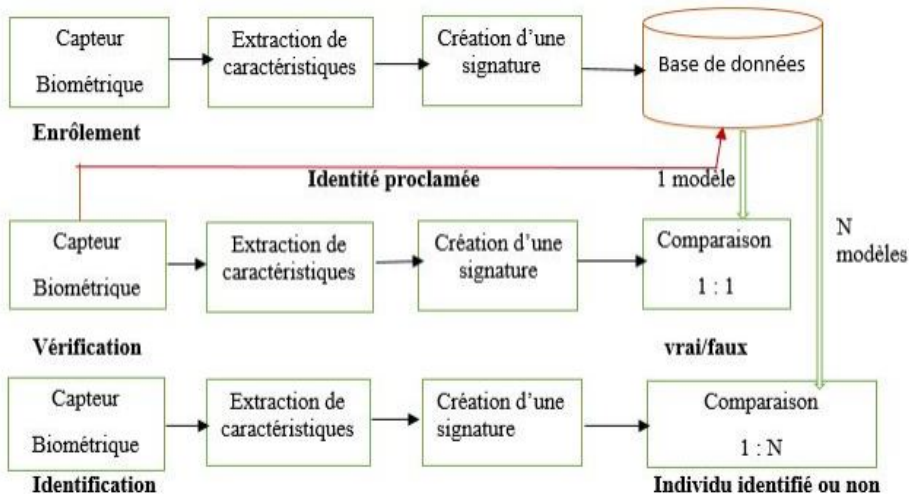 Capteur
Biométrique
Extraction de
caractéristiques
Création d’une
signature
Base de données
Enrôlement
Identité proclamée
1 modèle
N
modèles
Capteur
Biométrique
Extraction de
caractéristiques
Création d’une
signature
Comparaison
1 : 1
Vérification
vrai/faux
Capteur
Biométrique
Extraction de
caractéristiques
Création d’une
signature
Comparaison
1 : N
Identification
Individu identifié ou non